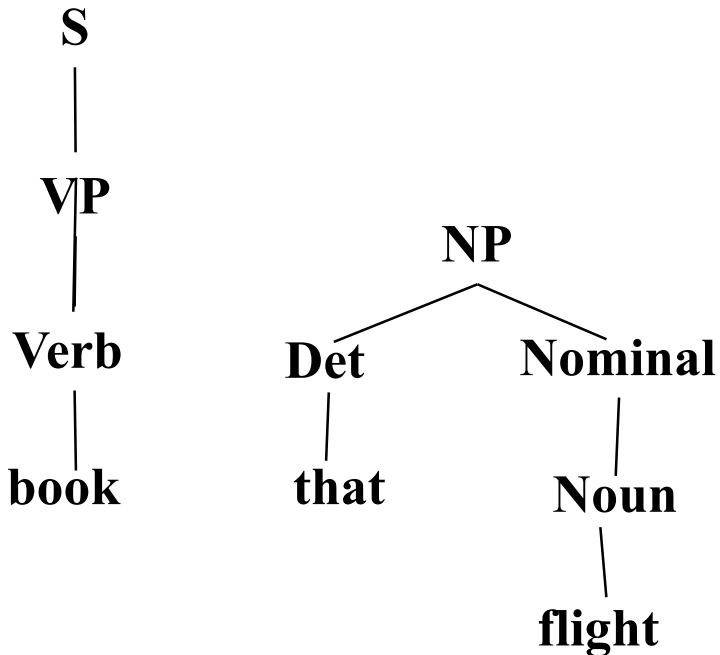 S
VP
NP
Verb
Det
Nominal
book
that
Noun
flight